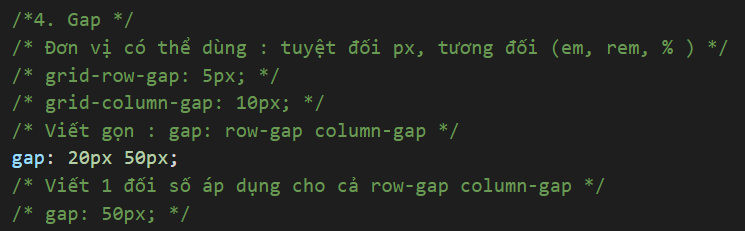 /*4. Gap */
/* Đơn vị có thể dùng : tuyệt đối px, tương đối (em, rem, % ) */
/* grid-row-gap: 5px; */
/* grid-column-gap: 10px; */
/* Viết gọn : gap: row-gap column-gap */
gap: 20px 50px;
/* Viết 1 đối số áp dụng cho cả row-gap column-gap */
/* gap: 50px; */